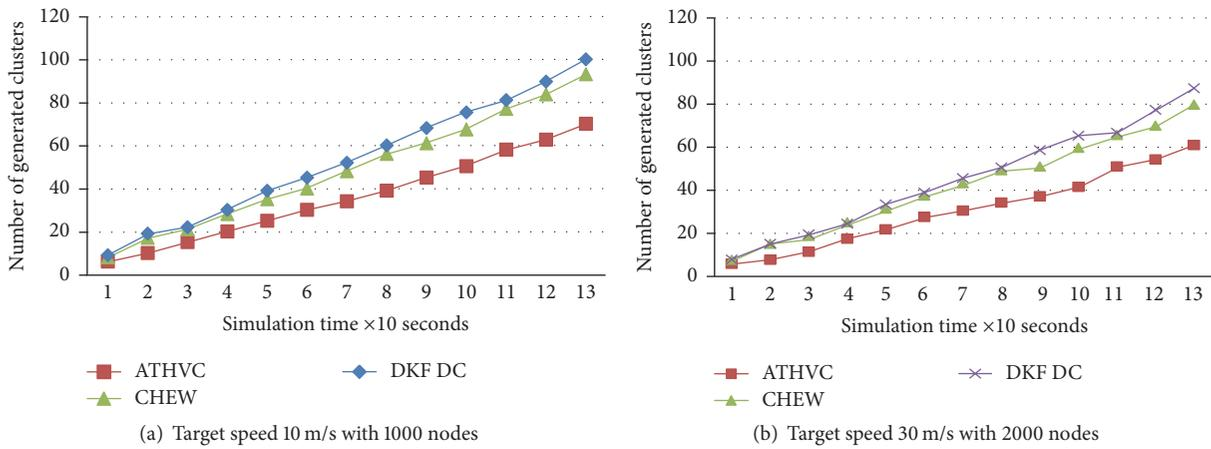 Number of generated clusters
120
100
80
60
40
20
0
1 2 3 4 5 6 7 8 9 10 11 12 13
Simulation time ×10 seconds
ATHVC
CHEW
DKF DC
(a) Target speed 10 m/s with 1000 nodes
Number of generated clusters
120
100
80
60
40
20
0
1 2 3 4 5 6 7 8 9 10 11 12 13
Simulation time ×10 seconds
ATHVC
CHEW
DKF DC
(b) Target speed 30 m/s with 2000 nodes